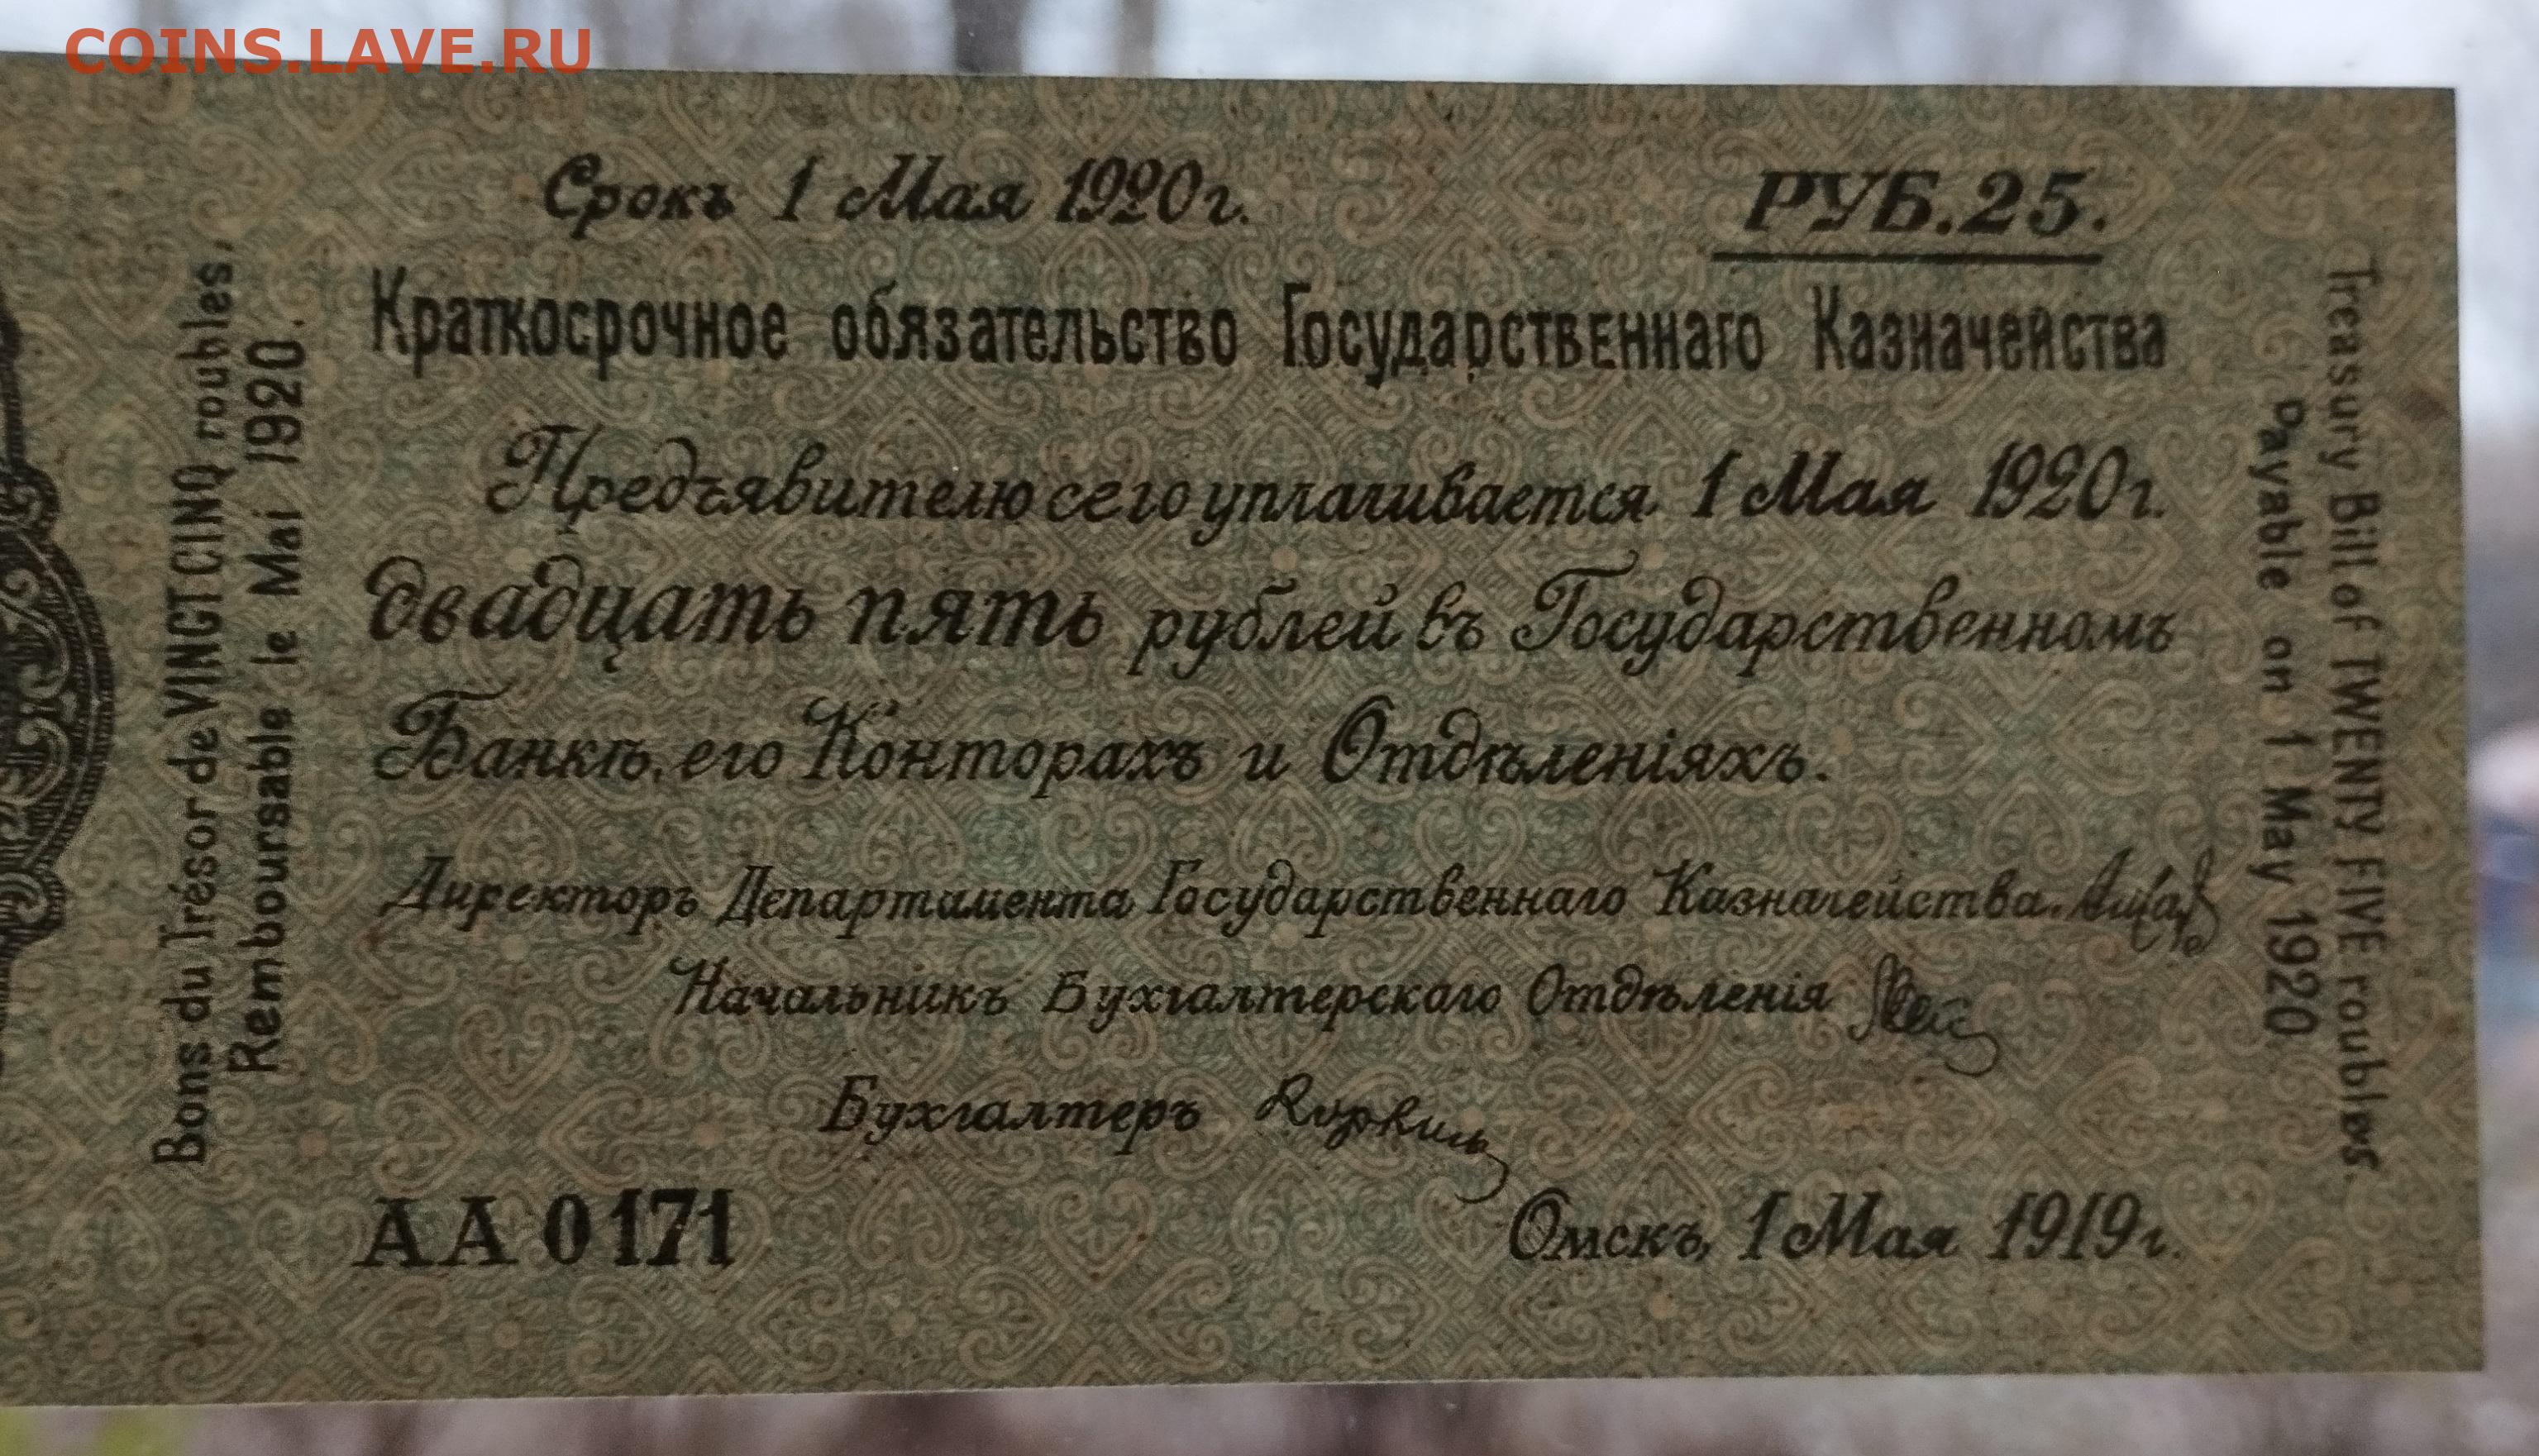 COINS.LAVE.RU
Срокъ 1 Мая 1920 г.
РУБ.25.
Краткосрочное обязательство Государственнаго Казначейства
Предъявителю сего уплачивается 1 Мая 1920 г.
двадцать пять рублей въ Государственномъ
Банкѣ, его Конторахъ и Отдѣленіяхъ.
Директоръ Департамента Государственнаго Казначейства.
Начальникъ Бухгалтерскаго Отдѣленія
Бухгалтеръ
АА 0171
Омскъ, 1 Мая 1919 г.
Bons du Trésor de VINGT CINQ roubles,
Remboursable le Mai 1920.
Treasury Bill of TWENTY FIVE roubles.
Payable on 1 May 1920